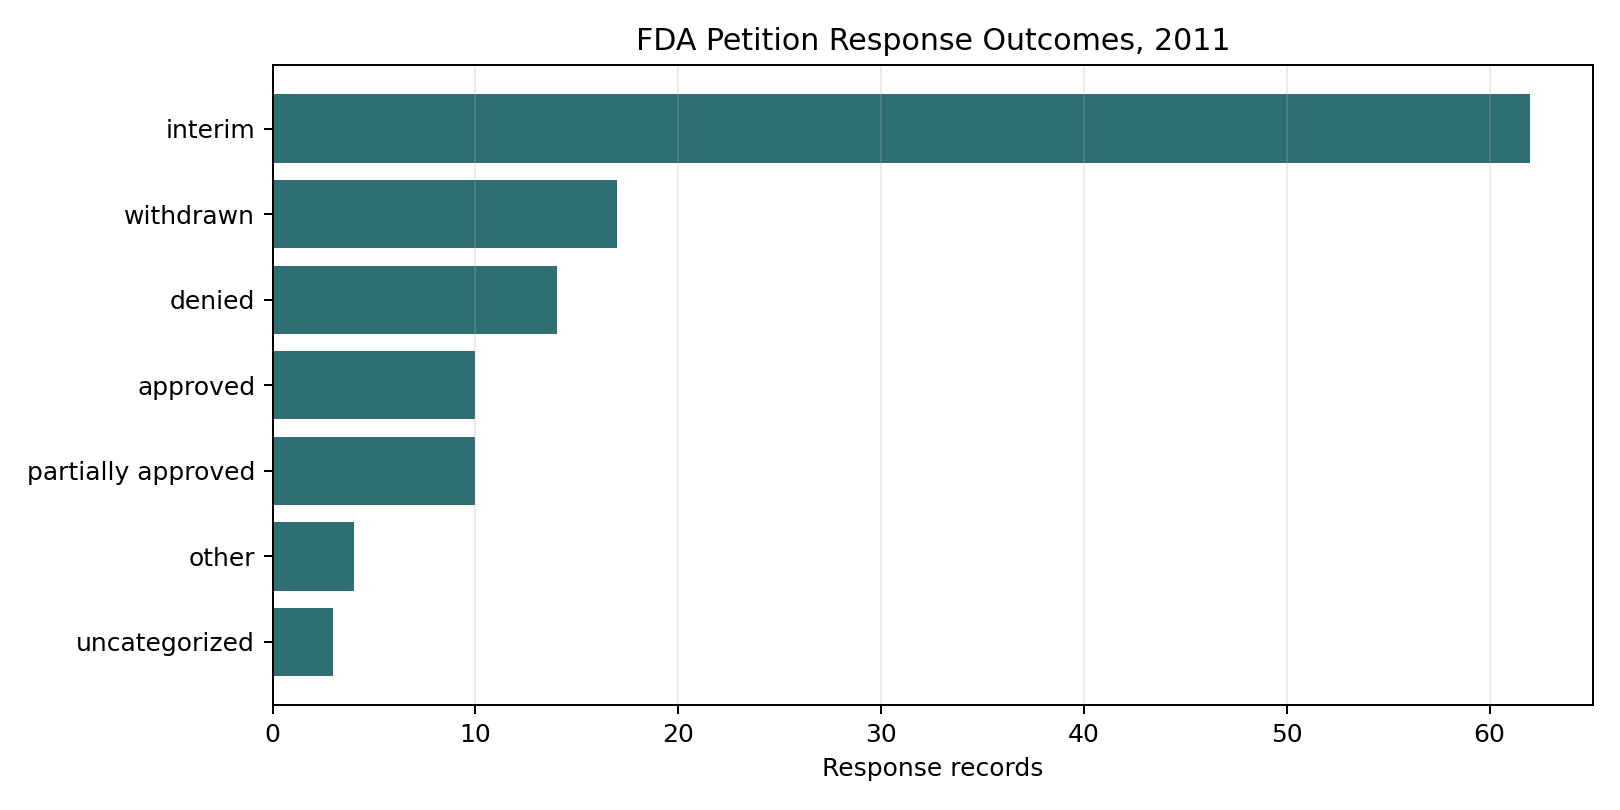 FDA Petition Response Outcomes, 2011
interim
withdrawn
denied
approved
partially approved
other
uncategorized
0 10 20 30 40 50 60
Response records